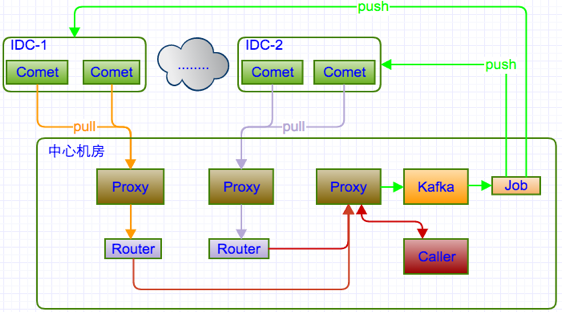 push
IDC-1
IDC-2
Comet
Comet
........
Comet
Comet
push
pull
pull
中心机房
Proxy
Proxy
Proxy
Kafka
Job
Router
Router
Caller